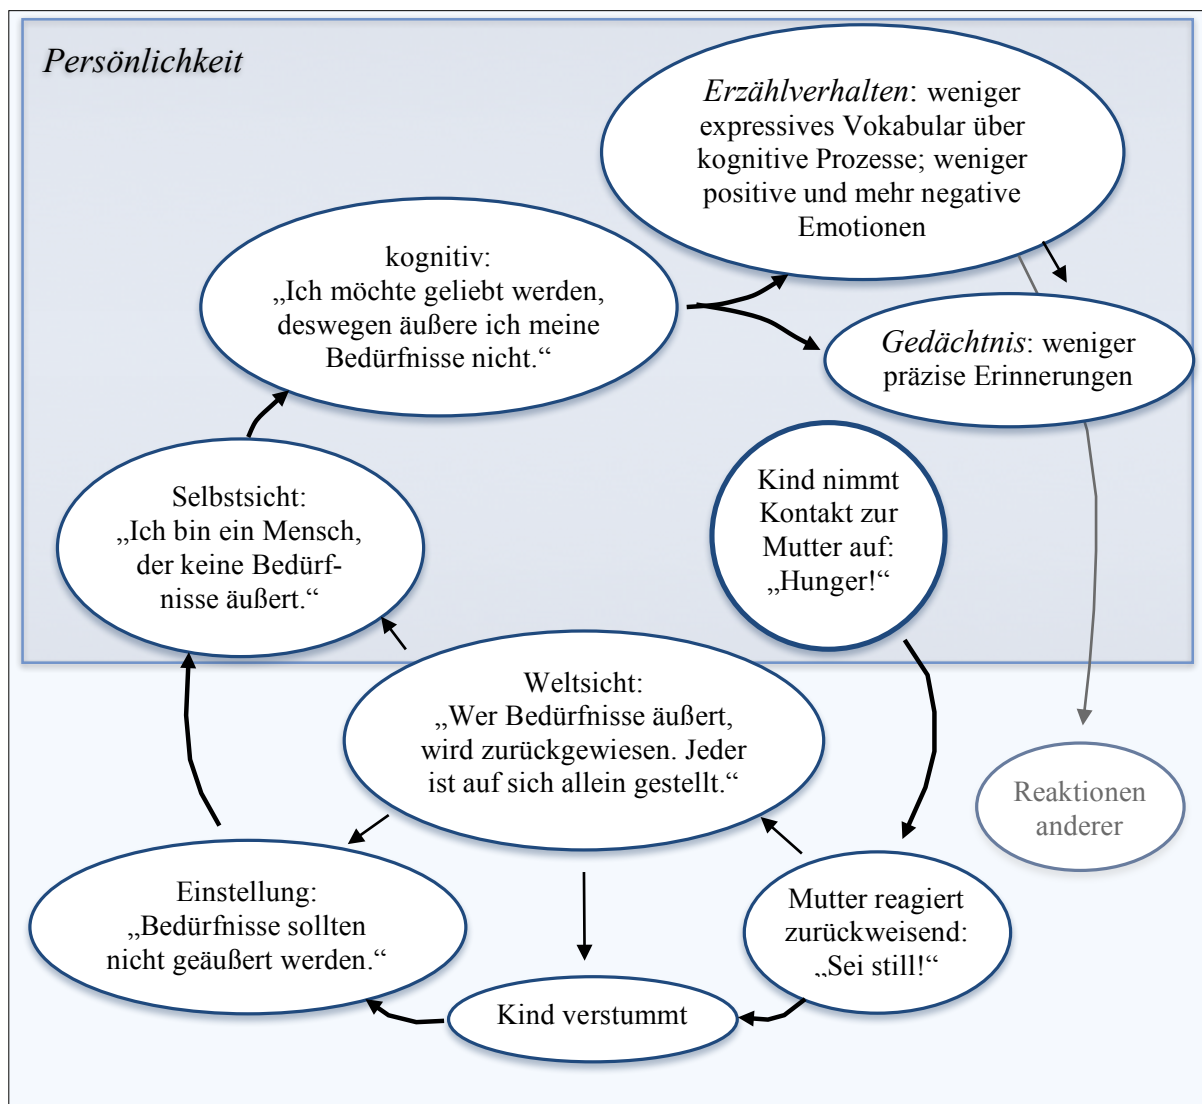 Persönlichkeit
Erzählverhalten: weniger
expressives Vokabular über
kognitive Prozesse; weniger
positive und mehr negative
Emotionen
kognitiv:
„Ich möchte geliebt werden,
deswegen äußere ich meine
Bedürfnisse nicht.“
Gedächtnis: weniger
präzise Erinnerungen
Selbstsicht:
„Ich bin ein Mensch,
der keine Bedürf-
nisse äußert.“
Kind nimmt
Kontakt zur
Mutter auf:
„Hunger!“
Weltsicht:
„Wer Bedürfnisse äußert,
wird zurückgewiesen. Jeder
ist auf sich allein gestellt.“
Reaktionen
anderer
Einstellung:
„Bedürfnisse sollten
nicht geäußert werden.“
Mutter reagiert
zurückweisend:
„Sei still!“
Kind verstummt